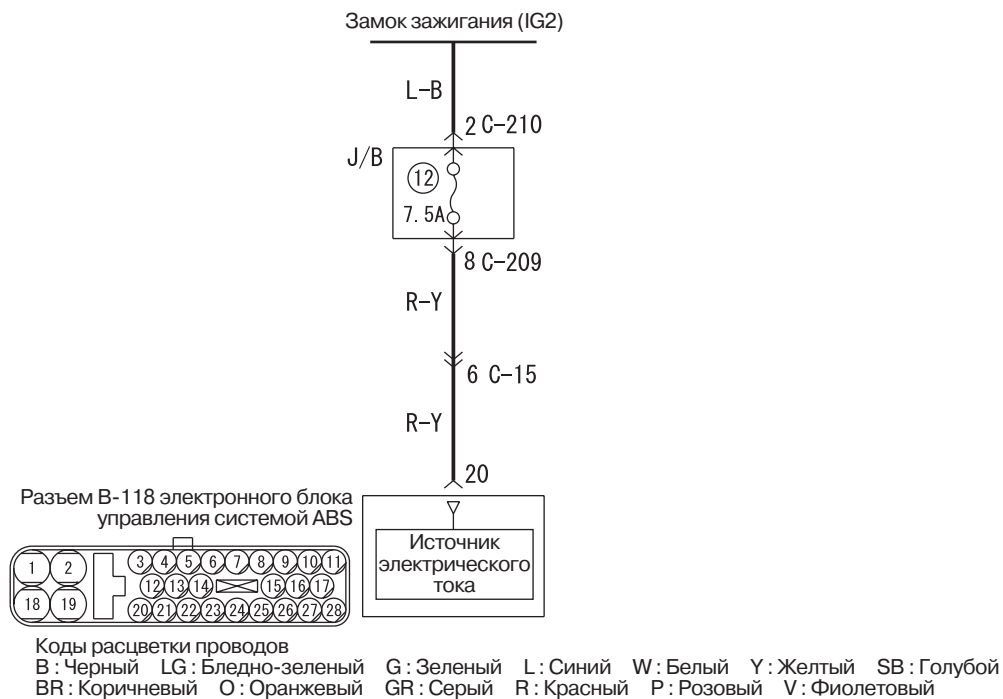 Замок зажигания (IG2)
L-B
2 C-210
J/B
12
7.5A
8 C-209
R-Y
6 C-15
R-Y
20
Разъем B-118 электронного блока
управления системой ABS
Источник
электрического
тока
1 2 3 4 5 6 7 8 9 10 11
12 13 14 15 16 17
18 19 20 21 22 23 24 25 26 27 28
Коды расцветки проводов
B : Черный LG : Бледно-зеленый G : Зеленый L : Синий W : Белый Y : Желтый SB : Голубой
BR : Коричневый O : Оранжевый GR : Серый R : Красный P : Розовый V : Фиолетовый